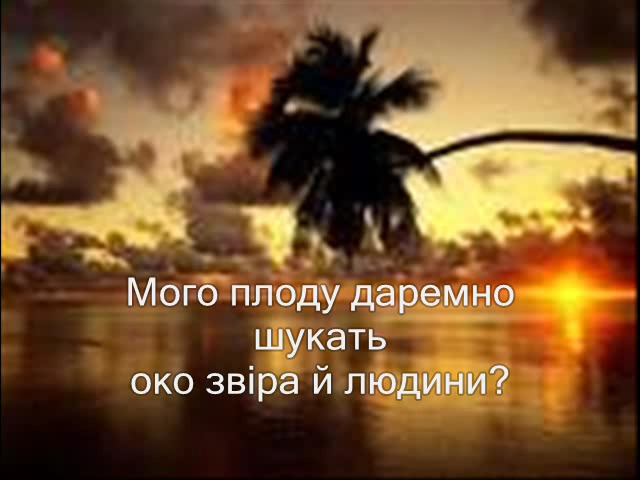 Мого плоду даремно
шукать
око звіра й людини?